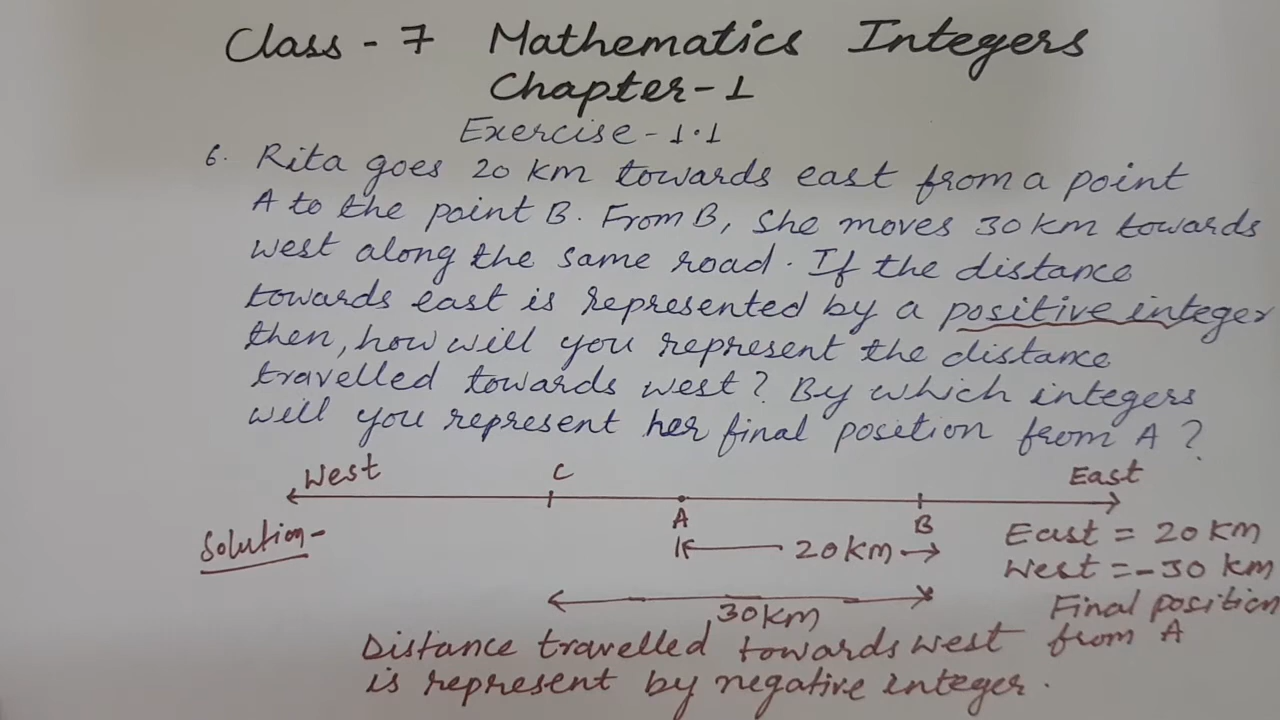 Class - 7 Mathematics Integers
Chapter-1
Exercise-1.1
6. Rita goes 20 km towards east from a point
A to the point B. From B, She moves 30 km towards
west along the same road. If the distance
towards east is represented by a positive integer
then, how will you represent the distance
travelled towards west? By which integers
will you represent her final position from A?
West C East
A B
Solution-
20 km
East = 20 km
West = -30 km
30 km
Final position
from A
Distance travelled towards west
is represent by negative integer.